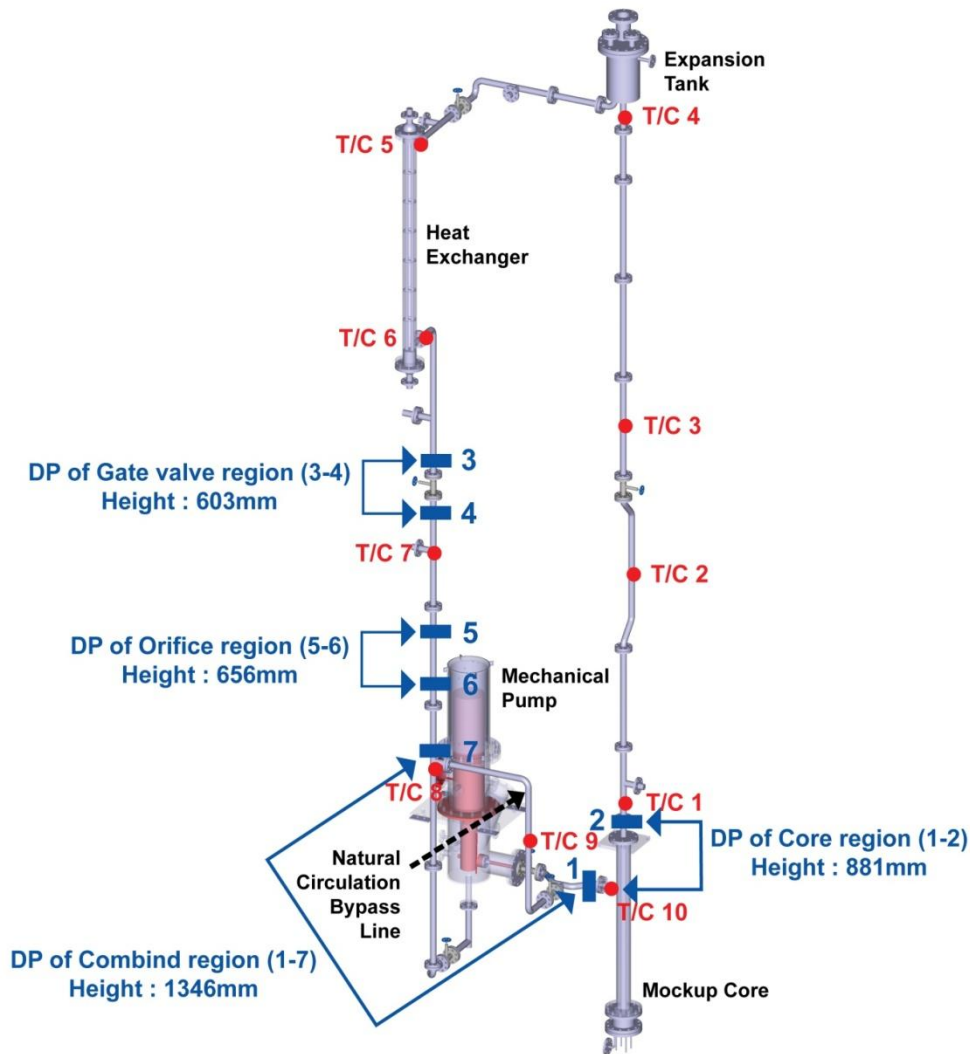 Expansion
Tank
T/C 4
T/C 5
Heat
Exchanger
T/C 6
T/C 3
DP of Gate valve region (3-4)
Height : 603mm
3
4
T/C 7
T/C 2
DP of Orifice region (5-6)
Height : 656mm
5
6
Mechanical
Pump
7
T/C 8
T/C 1
2
T/C 9
DP of Core region (1-2)
Height : 881mm
1
T/C 10
Natural
Circulation
Bypass
Line
DP of Combind region (1-7)
Height : 1346mm
Mockup Core